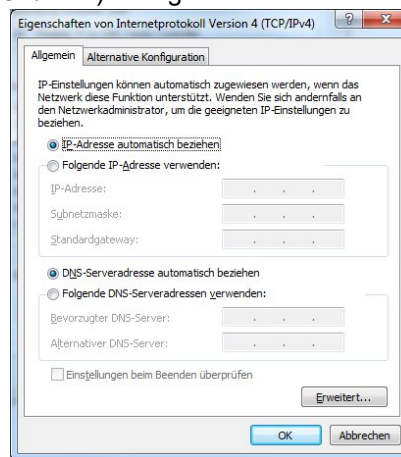 Eigenschaften von Internetprotokoll Version 4 (TCP/IPv4)
Allgemein Alternative Konfiguration
IP-Einstellungen können automatisch zugewiesen werden, wenn das
Netzwerk diese Funktion unterstützt. Wenden Sie sich andernfalls an
den Netzwerkadministrator, um die geeigneten IP-Einstellungen zu
beziehen.
IP-Adresse automatisch beziehen
Folgende IP-Adresse verwenden:
IP-Adresse:
Subnetzmaske:
Standardgateway:
DNS-Serveradresse automatisch beziehen
Folgende DNS-Serveradressen verwenden:
Bevorzugter DNS-Server:
Alternativer DNS-Server:
Einstellungen beim Beenden überprüfen
Erweitert...
OK Abbrechen